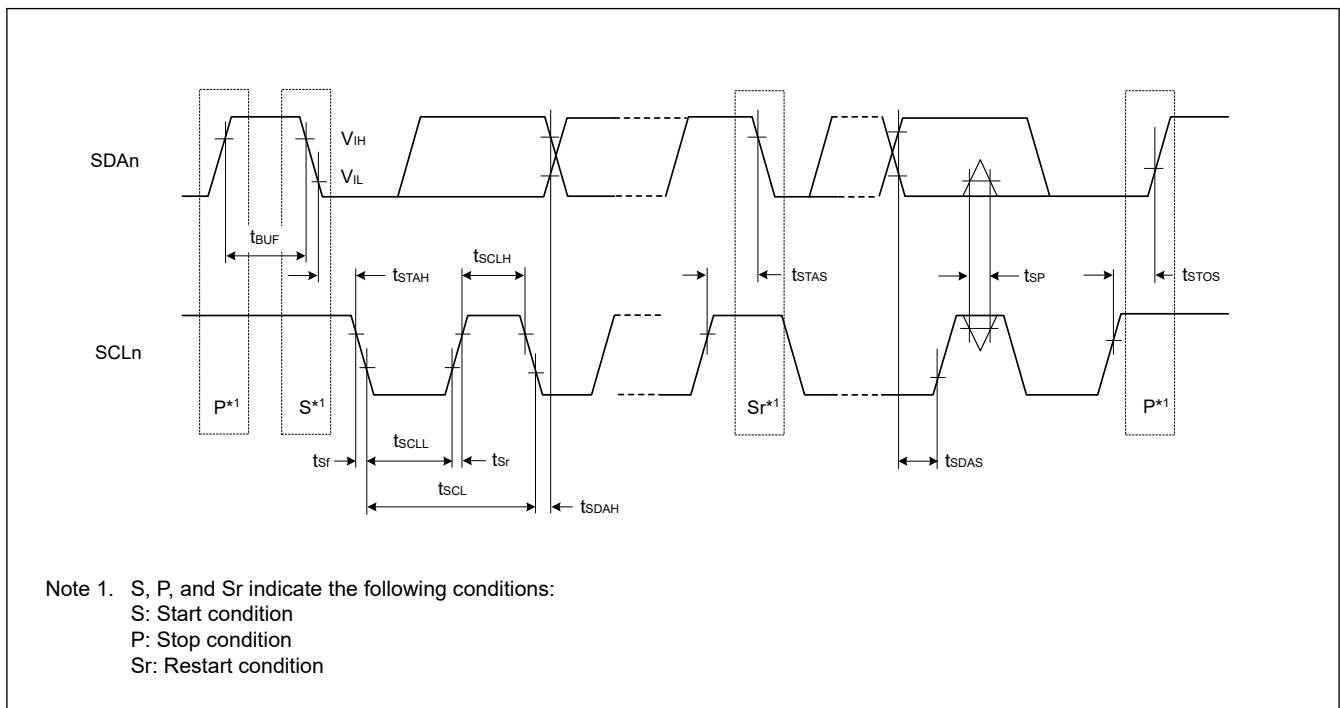 SDAn
VIH
VIL
tBUF
tSTAH
tSCLH
tSTAS
tSP
tSTOS
SCLn
P*1
S*1
Sr*1
P*1
tSf
tSCLL
tSr
tSCL
tSDAH
tSDAS
Note 1. S, P, and Sr indicate the following conditions:
S: Start condition
P: Stop condition
Sr: Restart condition